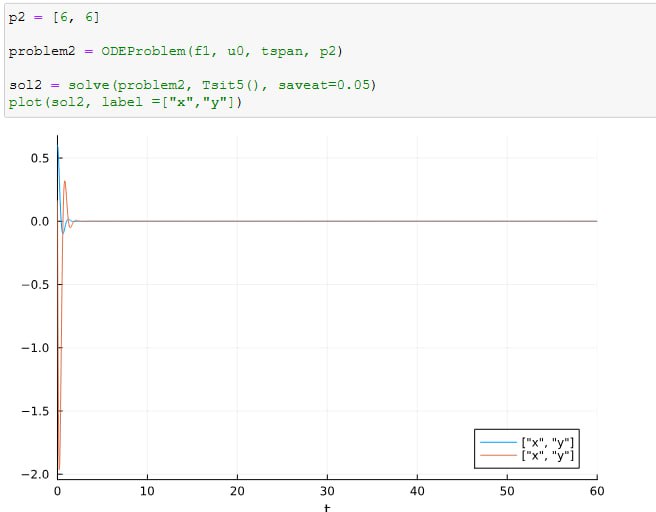 p2 = [6, 6]
problem2 = ODEProblem(f1, u0, tspan, p2)
sol2 = solve(problem2, Tsit5(), saveat=0.05)
plot(sol2, label =["x","y"])
0.5
0.0
−0.5
−1.0
−1.5
−2.0
["x", "y"]
["x", "y"]
0 10 20 30 40 50 60
t